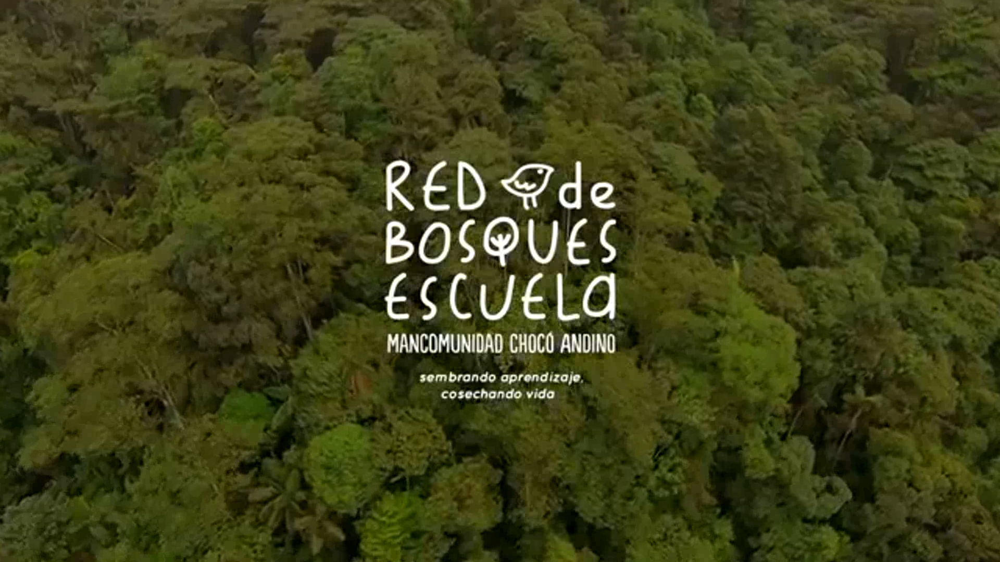 RED de
BOSQUES
ESCUELa
MANCOMUNIDAD CHOCÓ ANDINO
sembrando aprendizaje,
cosechando vida